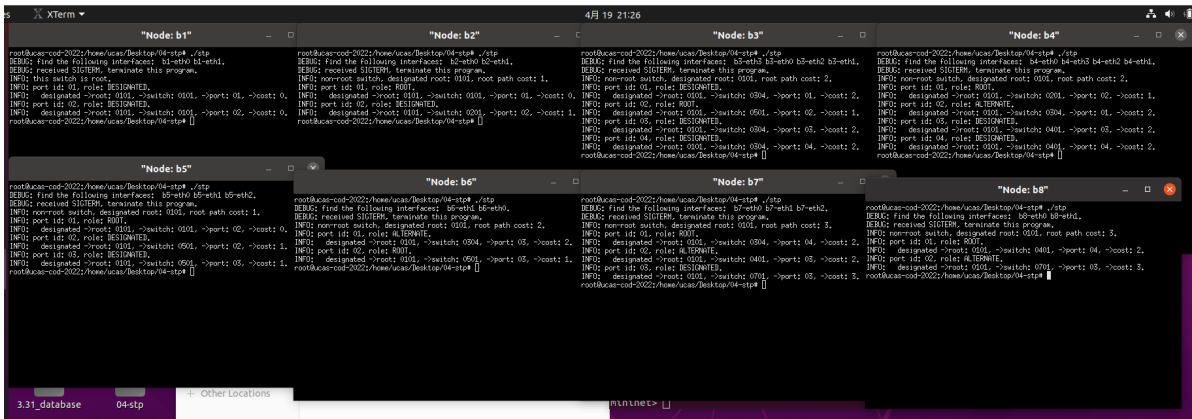 XTerm
4月 19 21:26
"Node: b1"
root@ucas-cod-2022:/home/ucas/Desktop/04-stp# ./stp
DEBUG: find the following interfaces: b1-eth0 b1-eth1.
DEBUG: received SIGTERM, terminate this program.
INFO: this switch is root.
INFO: port id: 01, role: DESIGNATED.
INFO: designated ->root: 0101, ->switch: 0101, ->port: 01, ->cost: 0.
INFO: port id: 02, role: DESIGNATED.
INFO: designated ->root: 0101, ->switch: 0101, ->port: 02, ->cost: 0.
root@ucas-cod-2022:/home/ucas/Desktop/04-stp#
"Node: b2"
root@ucas-cod-2022:/home/ucas/Desktop/04-stp# ./stp
DEBUG: find the following interfaces: b2-eth0 b2-eth1.
DEBUG: received SIGTERM, terminate this program.
INFO: non-root switch, designated root: 0101, root path cost: 1.
INFO: port id: 01, role: ROOT.
INFO: designated ->root: 0101, ->switch: 0101, ->port: 01, ->cost: 0.
INFO: port id: 02, role: DESIGNATED.
INFO: designated ->root: 0101, ->switch: 0201, ->port: 02, ->cost: 1.
root@ucas-cod-2022:/home/ucas/Desktop/04-stp#
"Node: b3"
root@ucas-cod-2022:/home/ucas/Desktop/04-stp# ./stp
DEBUG: find the following interfaces: b3-eth3 b3-eth0 b3-eth2 b3-eth1.
DEBUG: received SIGTERM, terminate this program.
INFO: non-root switch, designated root: 0101, root path cost: 2.
INFO: port id: 01, role: DESIGNATED.
INFO: designated ->root: 0101, ->switch: 0304, ->port: 01, ->cost: 2.
INFO: port id: 02, role: ROOT.
INFO: designated ->root: 0101, ->switch: 0501, ->port: 02, ->cost: 1.
INFO: port id: 03, role: DESIGNATED.
INFO: designated ->root: 0101, ->switch: 0304, ->port: 03, ->cost: 2.
INFO: port id: 04, role: DESIGNATED.
INFO: designated ->root: 0101, ->switch: 0304, ->port: 04, ->cost: 2.
root@ucas-cod-2022:/home/ucas/Desktop/04-stp#
"Node: b4"
root@ucas-cod-2022:/home/ucas/Desktop/04-stp# ./stp
DEBUG: find the following interfaces: b4-eth0 b4-eth3 b4-eth2 b4-eth1.
DEBUG: received SIGTERM, terminate this program.
INFO: non-root switch, designated root: 0101, root path cost: 2.
INFO: port id: 01, role: ROOT.
INFO: designated ->root: 0101, ->switch: 0201, ->port: 02, ->cost: 1.
INFO: port id: 02, role: ALTERNATE.
INFO: designated ->root: 0101, ->switch: 0304, ->port: 01, ->cost: 2.
INFO: port id: 03, role: DESIGNATED.
INFO: designated ->root: 0101, ->switch: 0401, ->port: 03, ->cost: 2.
INFO: port id: 04, role: DESIGNATED.
INFO: designated ->root: 0101, ->switch: 0401, ->port: 04, ->cost: 2.
root@ucas-cod-2022:/home/ucas/Desktop/04-stp#
"Node: b5"
root@ucas-cod-2022:/home/ucas/Desktop/04-stp# ./stp
DEBUG: find the following interfaces: b5-eth0 b5-eth1 b5-eth2.
DEBUG: received SIGTERM, terminate this program.
INFO: non-root switch, designated root: 0101, root path cost: 1.
INFO: port id: 01, role: ROOT.
INFO: designated ->root: 0101, ->switch: 0101, ->port: 02, ->cost: 0.
INFO: port id: 02, role: DESIGNATED.
INFO: designated ->root: 0101, ->switch: 0501, ->port: 02, ->cost: 1.
INFO: port id: 03, role: DESIGNATED.
INFO: designated ->root: 0101, ->switch: 0501, ->port: 03, ->cost: 1.
root@ucas-cod-2022:/home/ucas/Desktop/04-stp#
"Node: b6"
root@ucas-cod-2022:/home/ucas/Desktop/04-stp# ./stp
DEBUG: find the following interfaces: b6-eth1 b6-eth0.
DEBUG: received SIGTERM, terminate this program.
INFO: non-root switch, designated root: 0101, root path cost: 2.
INFO: port id: 01, role: ALTERNATE.
INFO: designated ->root: 0101, ->switch: 0304, ->port: 03, ->cost: 2.
INFO: port id: 02, role: ROOT.
INFO: designated ->root: 0101, ->switch: 0501, ->port: 03, ->cost: 1.
root@ucas-cod-2022:/home/ucas/Desktop/04-stp#
"Node: b7"
root@ucas-cod-2022:/home/ucas/Desktop/04-stp# ./stp
DEBUG: find the following interfaces: b7-eth0 b7-eth1 b7-eth2.
DEBUG: received SIGTERM, terminate this program.
INFO: non-root switch, designated root: 0101, root path cost: 3.
INFO: port id: 01, role: ROOT.
INFO: designated ->root: 0101, ->switch: 0304, ->port: 04, ->cost: 2.
INFO: port id: 02, role: ALTERNATE.
INFO: designated ->root: 0101, ->switch: 0401, ->port: 03, ->cost: 2.
INFO: port id: 03, role: DESIGNATED.
INFO: designated ->root: 0101, ->switch: 0701, ->port: 03, ->cost: 3.
root@ucas-cod-2022:/home/ucas/Desktop/04-stp#
"Node: b8"
root@ucas-cod-2022:/home/ucas/Desktop/04-stp# ./stp
DEBUG: find the following interfaces: b8-eth0 b8-eth1.
DEBUG: received SIGTERM, terminate this program.
INFO: non-root switch, designated root: 0101, root path cost: 3.
INFO: port id: 01, role: ROOT.
INFO: designated ->root: 0101, ->switch: 0401, ->port: 04, ->cost: 2.
INFO: port id: 02, role: ALTERNATE.
INFO: designated ->root: 0101, ->switch: 0701, ->port: 03, ->cost: 3.
root@ucas-cod-2022:/home/ucas/Desktop/04-stp#
3.31_database
04-stp
+ Other Locations
mininet>